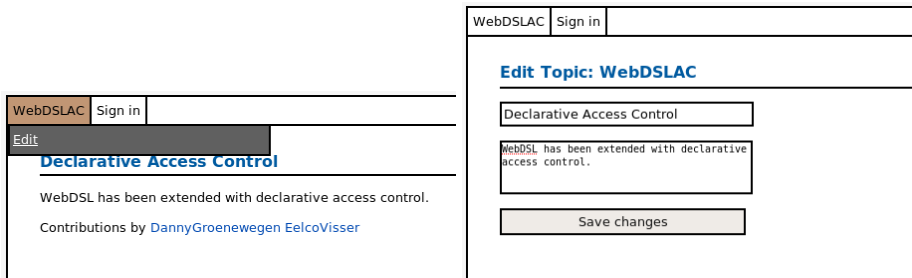 WebDSLAC Sign in
Edit
Declarative Access Control
WebDSL has been extended with declarative access control.
Contributions by DannyGroenewegen EelcoVisser
WebDSLAC Sign in
Edit Topic: WebDSLAC
Declarative Access Control
WebDSL has been extended with declarative
access control.
Save changes